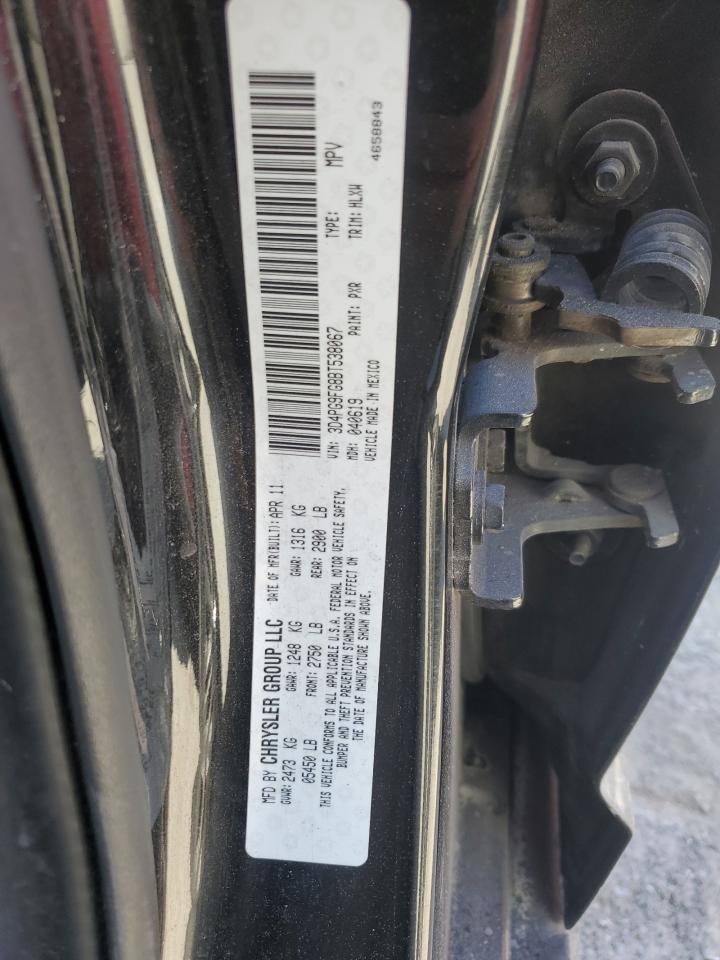 MFD BY CHRYSLER GROUP LLC DATE OF MFR(BUILT): APR 11
GVWR: 2473 KG GAWR: 1248 KG GAWR: 1316 KG
05450 LB FRONT: 2750 LB REAR: 2900 LB
THIS VEHICLE CONFORMS TO ALL APPLICABLE U.S.A. FEDERAL MOTOR VEHICLE SAFETY,
BUMPER AND THEFT PREVENTION STANDARDS IN EFFECT ON
THE DATE OF MANUFACTURE SHOWN ABOVE.
VIN: 3D4PG9FG8BT538067 TYPE: MPV
MDH: 040619 PAINT: PXR TRIM: HLXW
VEHICLE MADE IN MEXICO 4658843